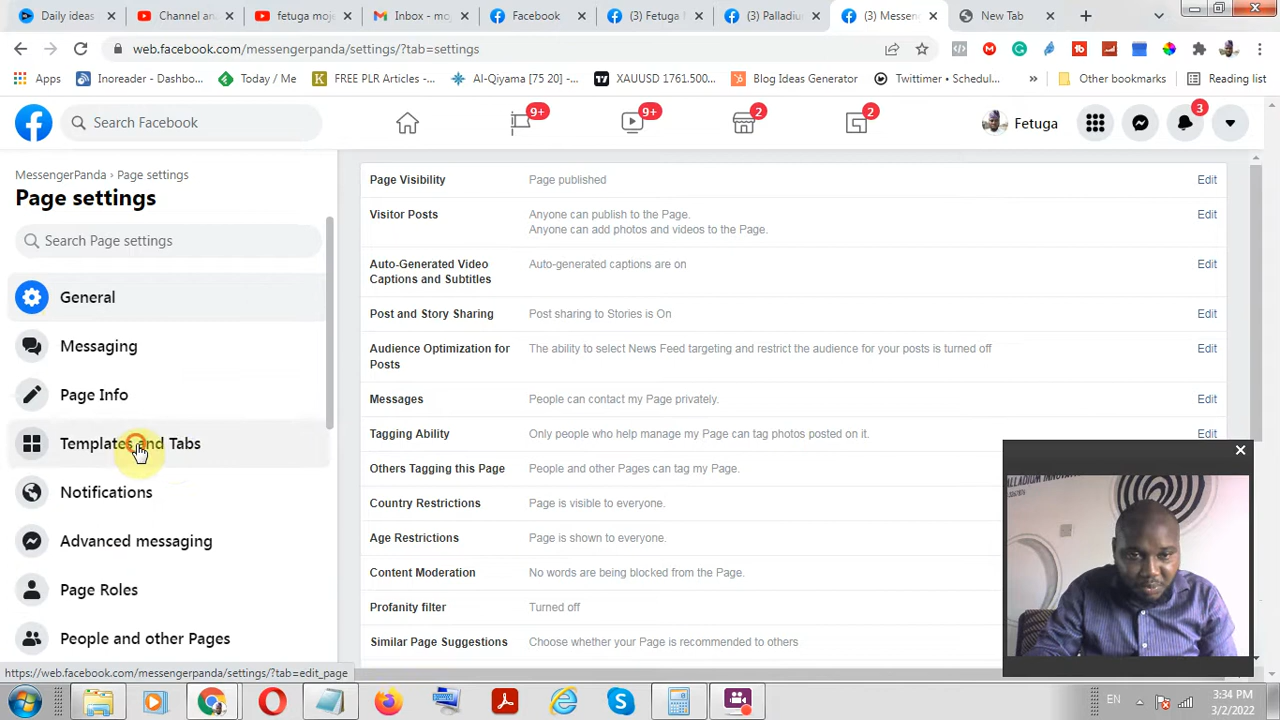 Daily ideas
Channel an
fetuga moj
Inbox - mo
Facebook
(3) Fetuga
(3) Palladiu
(3) Messen
New Tab
web.facebook.com/messengerpanda/settings/?tab=settings
Apps
Inoreader - Dashbo...
Today / Me
FREE PLR Articles -...
Al-Qiyama [75 20] -...
XAUUSD 1761.500...
Blog Ideas Generator
Twittimer • Schedul...
Other bookmarks
Reading list
Search Facebook
9+
9+
2
2
Fetuga
3
MessengerPanda › Page settings
Page settings
Search Page settings
General
Messaging
Page Info
Templates and Tabs
Notifications
Advanced messaging
Page Roles
People and other Pages
Page Visibility
Page published
Edit
Visitor Posts
Anyone can publish to the Page.
Anyone can add photos and videos to the Page.
Edit
Auto-Generated Video
Captions and Subtitles
Auto-generated captions are on
Edit
Post and Story Sharing
Post sharing to Stories is On
Edit
Audience Optimization for
Posts
The ability to select News Feed targeting and restrict the audience for your posts is turned off
Edit
Messages
People can contact my Page privately.
Edit
Tagging Ability
Only people who help manage my Page can tag photos posted on it.
Edit
Others Tagging this Page
People and other Pages can tag my Page.
Country Restrictions
Page is visible to everyone.
Age Restrictions
Page is shown to everyone.
Content Moderation
No words are being blocked from the Page.
Profanity filter
Turned off
Similar Page Suggestions
Choose whether your Page is recommended to others
https://web.facebook.com/messengerpanda/settings/?tab=edit_page
EN
3:34 PM
3/2/2022